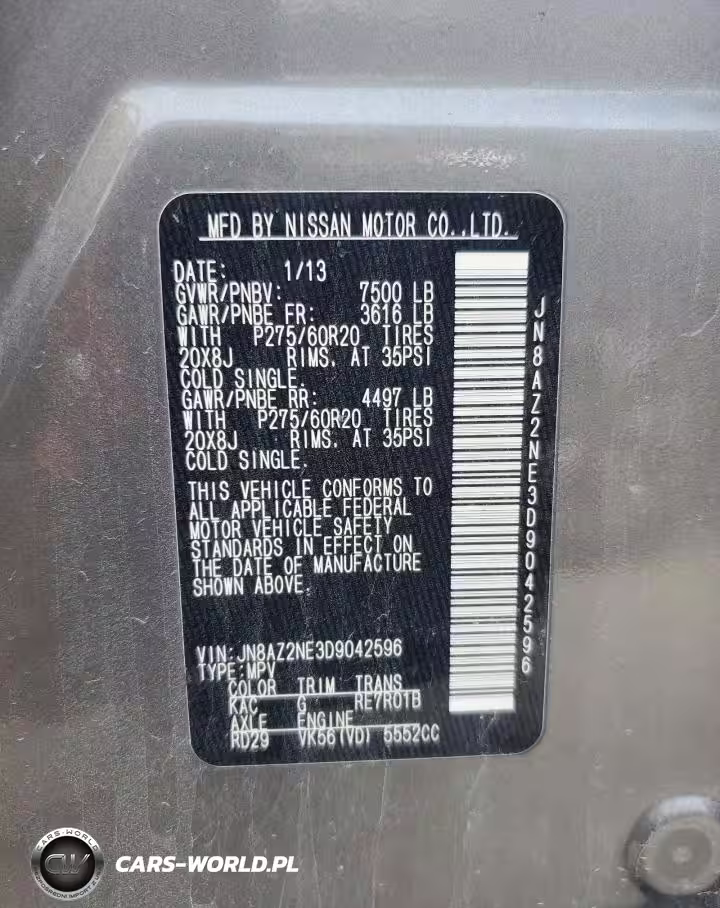 MFD BY NISSAN MOTOR CO.,LTD.
DATE: 1/13
GVWR/PNBV: 7500 LB
GAWR/PNBE FR: 3616 LB
WITH P275/60R20 TIRES
20X8J RIMS. AT 35PSI
COLD SINGLE.
GAWR/PNBE RR: 4497 LB
WITH P275/60R20 TIRES
20X8J RIMS. AT 35PSI
COLD SINGLE.
THIS VEHICLE CONFORMS TO
ALL APPLICABLE FEDERAL
MOTOR VEHICLE SAFETY
STANDARDS IN EFFECT ON
THE DATE OF MANUFACTURE
SHOWN ABOVE.
VIN:JN8AZ2NE3D9042596
TYPE:MPV
COLOR TRIM TRANS
KAC G RE7R01B
AXLE ENGINE
RD29 VK56(VD) 5552CC
JN8AZ2NE3D9042596
CARS-WORLD
CW
CARS-WORLD.PL